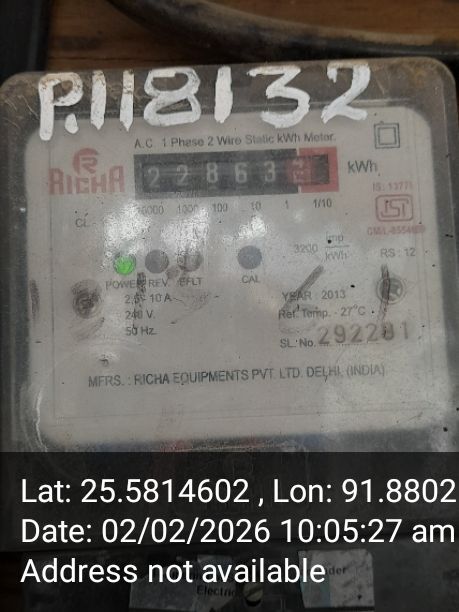 P.118132
A.C. 1 Phase 2 Wire Static kWh Meter.
RICHA
22863
kWh
IS: 13771
10000 1000 100 10 1 1/10
CL.
3200 imp/kWh
RS: 12
POWER REV. EFLT CAL
2.5 - 10 A
240 V.
50 Hz.
YEAR : 2013
Ref. Temp. - 27°C
SL. No. 292281
MFRS. : RICHA EQUIPMENTS PVT. LTD. DELHI. (INDIA)
Lat: 25.5814602 , Lon: 91.8802
Date: 02/02/2026 10:05:27 am
Address not available
Electric